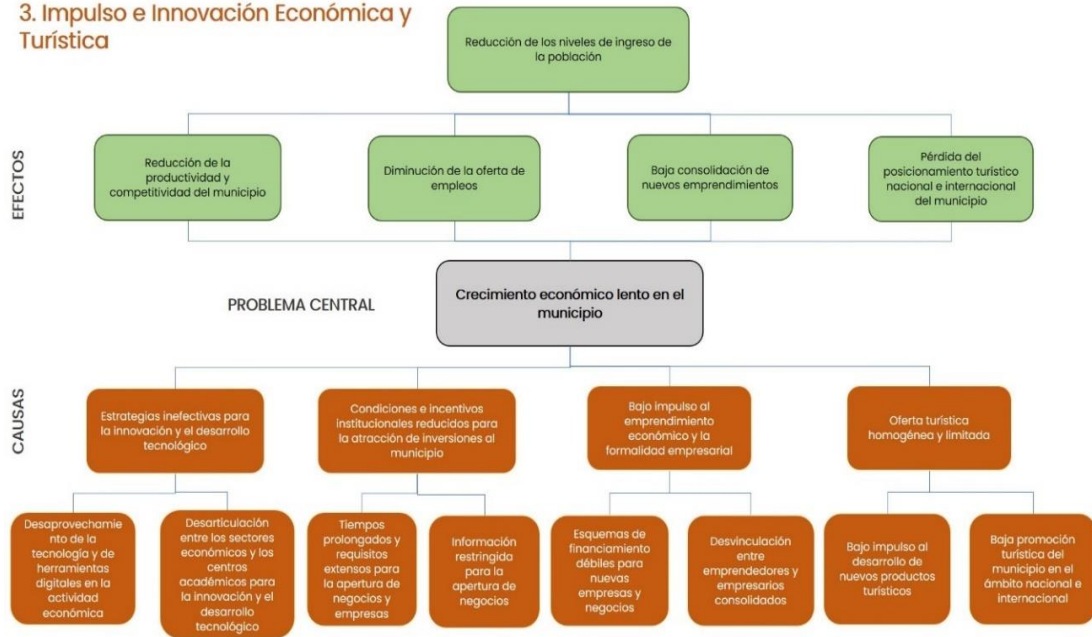 3. Impulso e Innovación Económica y
Turística
Reducción de los niveles de ingreso de
la población
EFECTOS
Reducción de la
productividad y
competitividad del municipio
Diminución de la oferta de
empleos
Baja consolidación de
nuevos emprendimientos
Pérdida del
posicionamiento turístico
nacional e internacional
del municipio
PROBLEMA CENTRAL
Crecimiento económico lento en el
municipio
CAUSAS
Estrategias inefectivas para
la innovación y el desarrollo
tecnológico
Condiciones e incentivos
institucionales reducidos para
la atracción de inversiones al
municipio
Bajo impulso al
emprendimiento
económico y la
formalidad empresarial
Oferta turística
homogénea y limitada
Desaprovechamie
nto de la
tecnología y de
herramientas
digitales en la
actividad
económica
Desarticulación
entre los sectores
económicos y los
centros
académicos para
la innovación y el
desarrollo
tecnológico
Tiempos
prolongados y
requisitos
extensos para la
apertura de
negocios y
empresas
Información
restringida para
la apertura de
negocios
Esquemas de
financiamiento
débiles para
nuevas
empresas y
negocios
Desvinculación
entre
emprendedores y
empresarios
consolidados
Bajo impulso al
desarrollo de
nuevos productos
turísticos
Baja promoción
turística del
municipio en el
ámbito nacional e
internacional